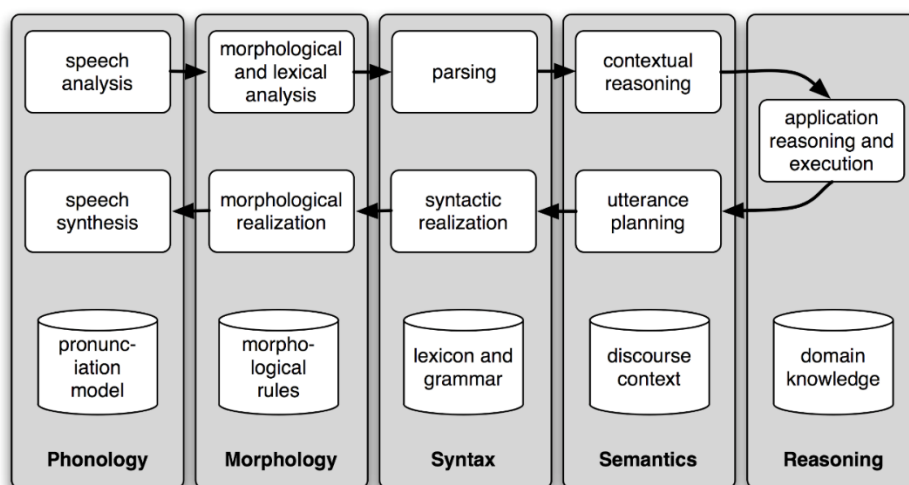 speech
analysis
morphological
and lexical
analysis
parsing
contextual
reasoning
application
reasoning and
execution
speech
synthesis
morphological
realization
syntactic
realization
utterance
planning
pronunc-
iation
model
morpho-
logical
rules
lexicon and
grammar
discourse
context
domain
knowledge
Phonology
Morphology
Syntax
Semantics
Reasoning